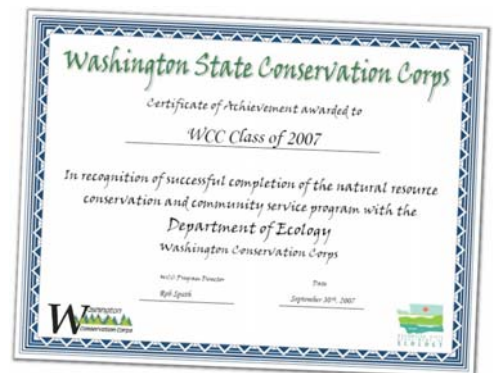 Washington State Conservation Corps
Certificate of Achievement awarded to
WCC Class of 2007
In recognition of successful completion of the natural resource
conservation and community service program with the
Department of Ecology
Washington Conservation Corps
WCC Program Director
Date
Rob Spath
September 30th, 2007
Washington
Conservation Corps
ECOLOGY